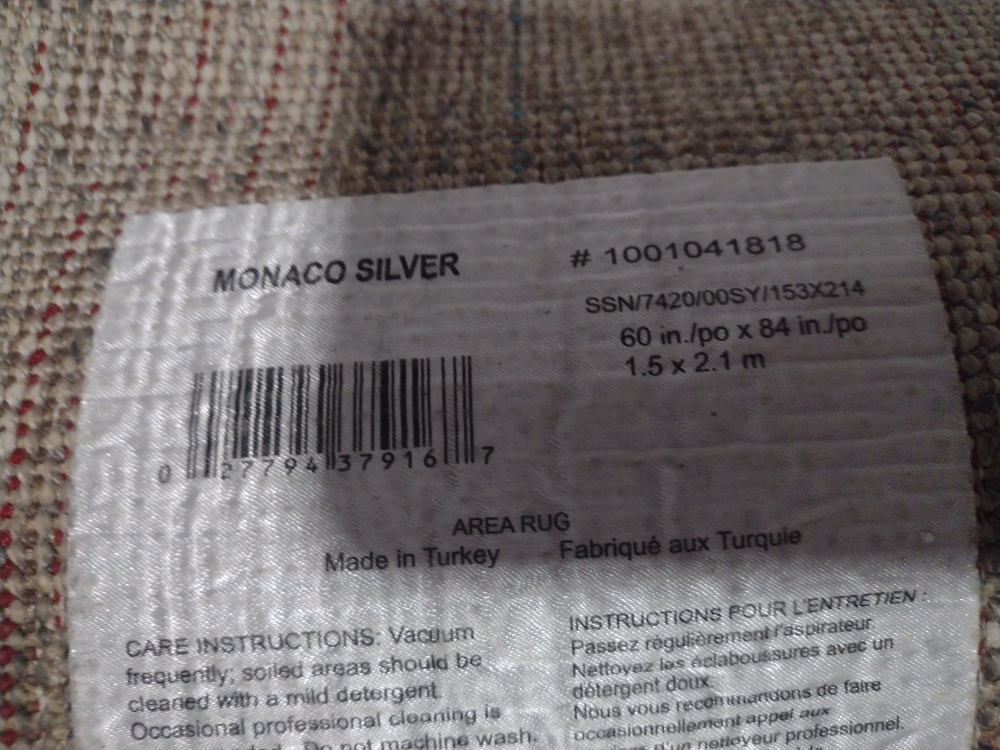 MONACO SILVER
# 1001041818
SSN/7420/00SY/153X214
60 in./po x 84 in./po
1.5 x 2.1 m
0 27794 37916 7
AREA RUG
Made in Turkey
Fabriqué aux Turquie
CARE INSTRUCTIONS: Vacuum
frequently; soiled areas should be
cleaned with a mild detergent.
Occasional professional cleaning is
Do not machine wash.
INSTRUCTIONS POUR L'ENTRETIEN :
Passez régulièrement l'aspirateur.
Nettoyez les éclaboussures avec un
détergent doux.
Nous vous recommandons de faire
occasionnellement appel aux
d'un nettoyeur professionnel.